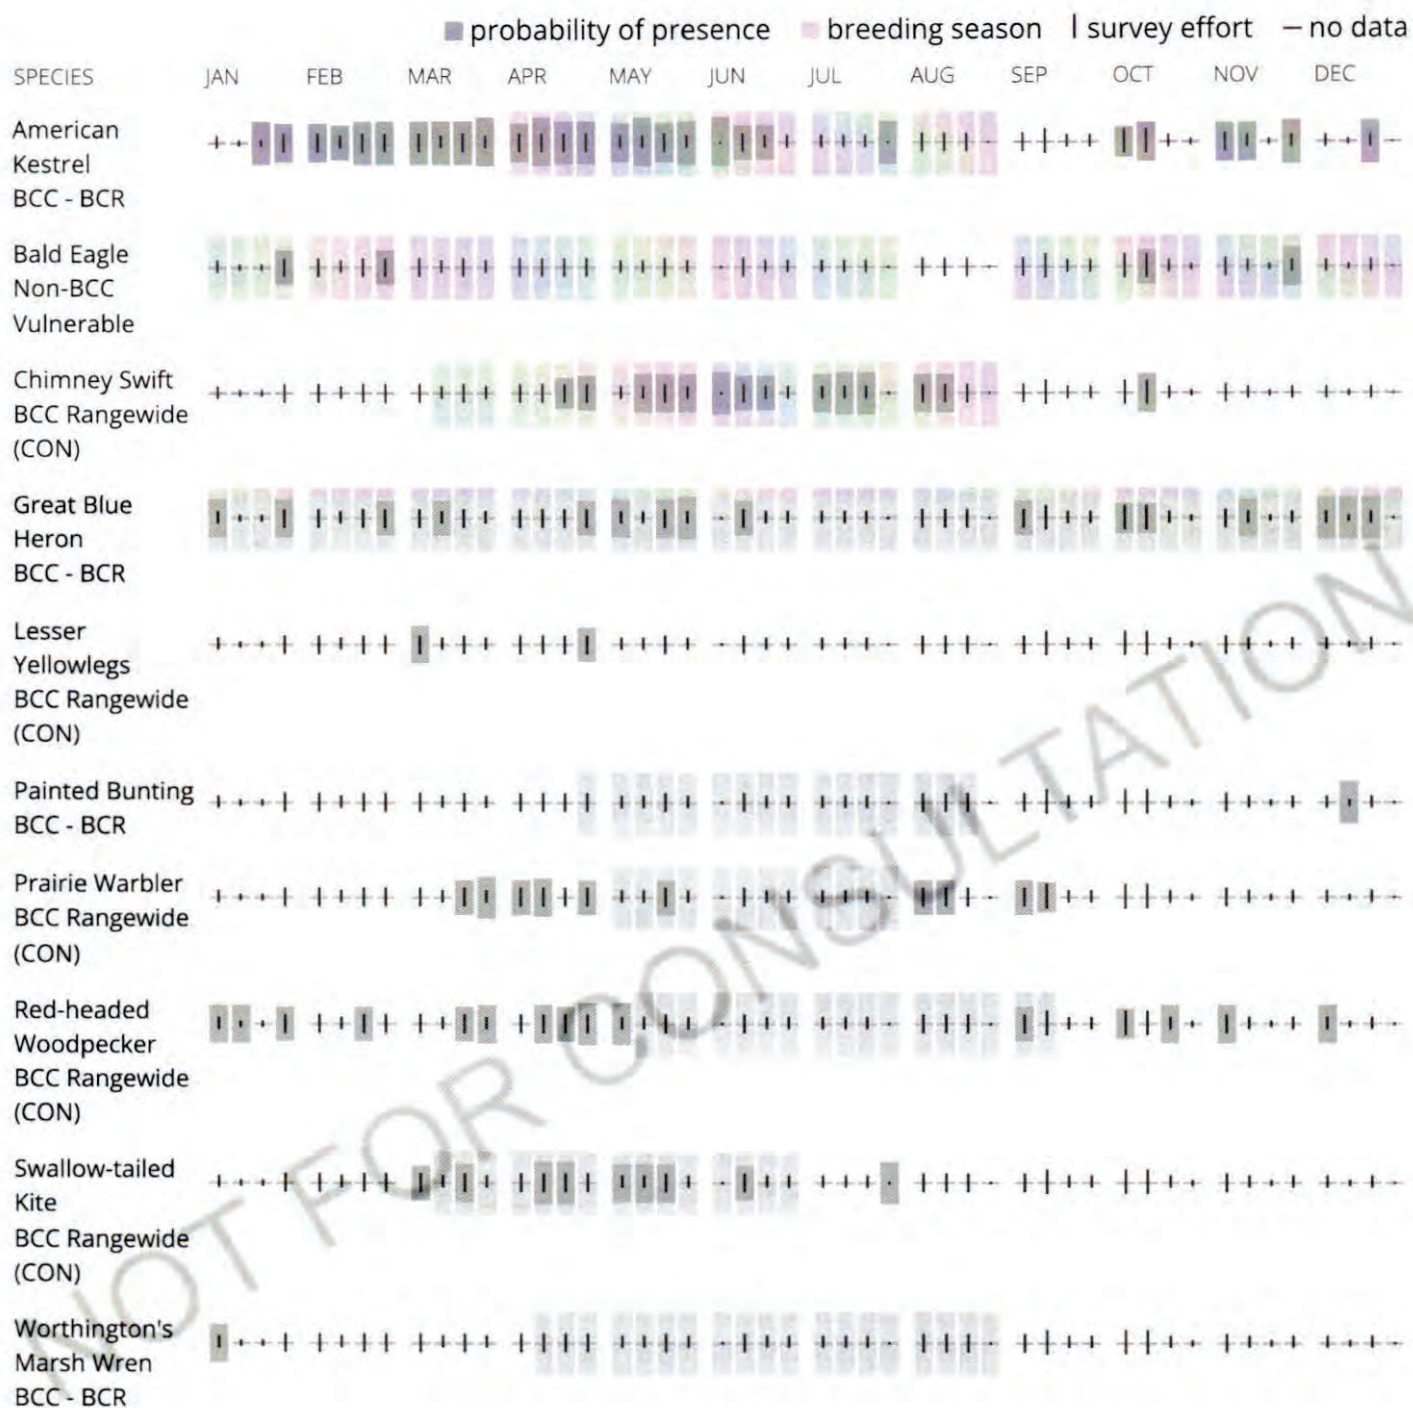 probability of presence breeding season survey effort no data
SPECIES JAN FEB MAR APR MAY JUN JUL AUG SEP OCT NOV DEC
American
Kestrel
BCC - BCR
Bald Eagle
Non-BCC
Vulnerable
Chimney Swift
BCC Rangewide
(CON)
Great Blue
Heron
BCC - BCR
Lesser
Yellowlegs
BCC Rangewide
(CON)
Painted Bunting
BCC - BCR
Prairie Warbler
BCC Rangewide
(CON)
Red-headed
Woodpecker
BCC Rangewide
(CON)
Swallow-tailed
Kite
BCC Rangewide
(CON)
Worthington's
Marsh Wren
BCC - BCR
NOT FOR CONSULTATION